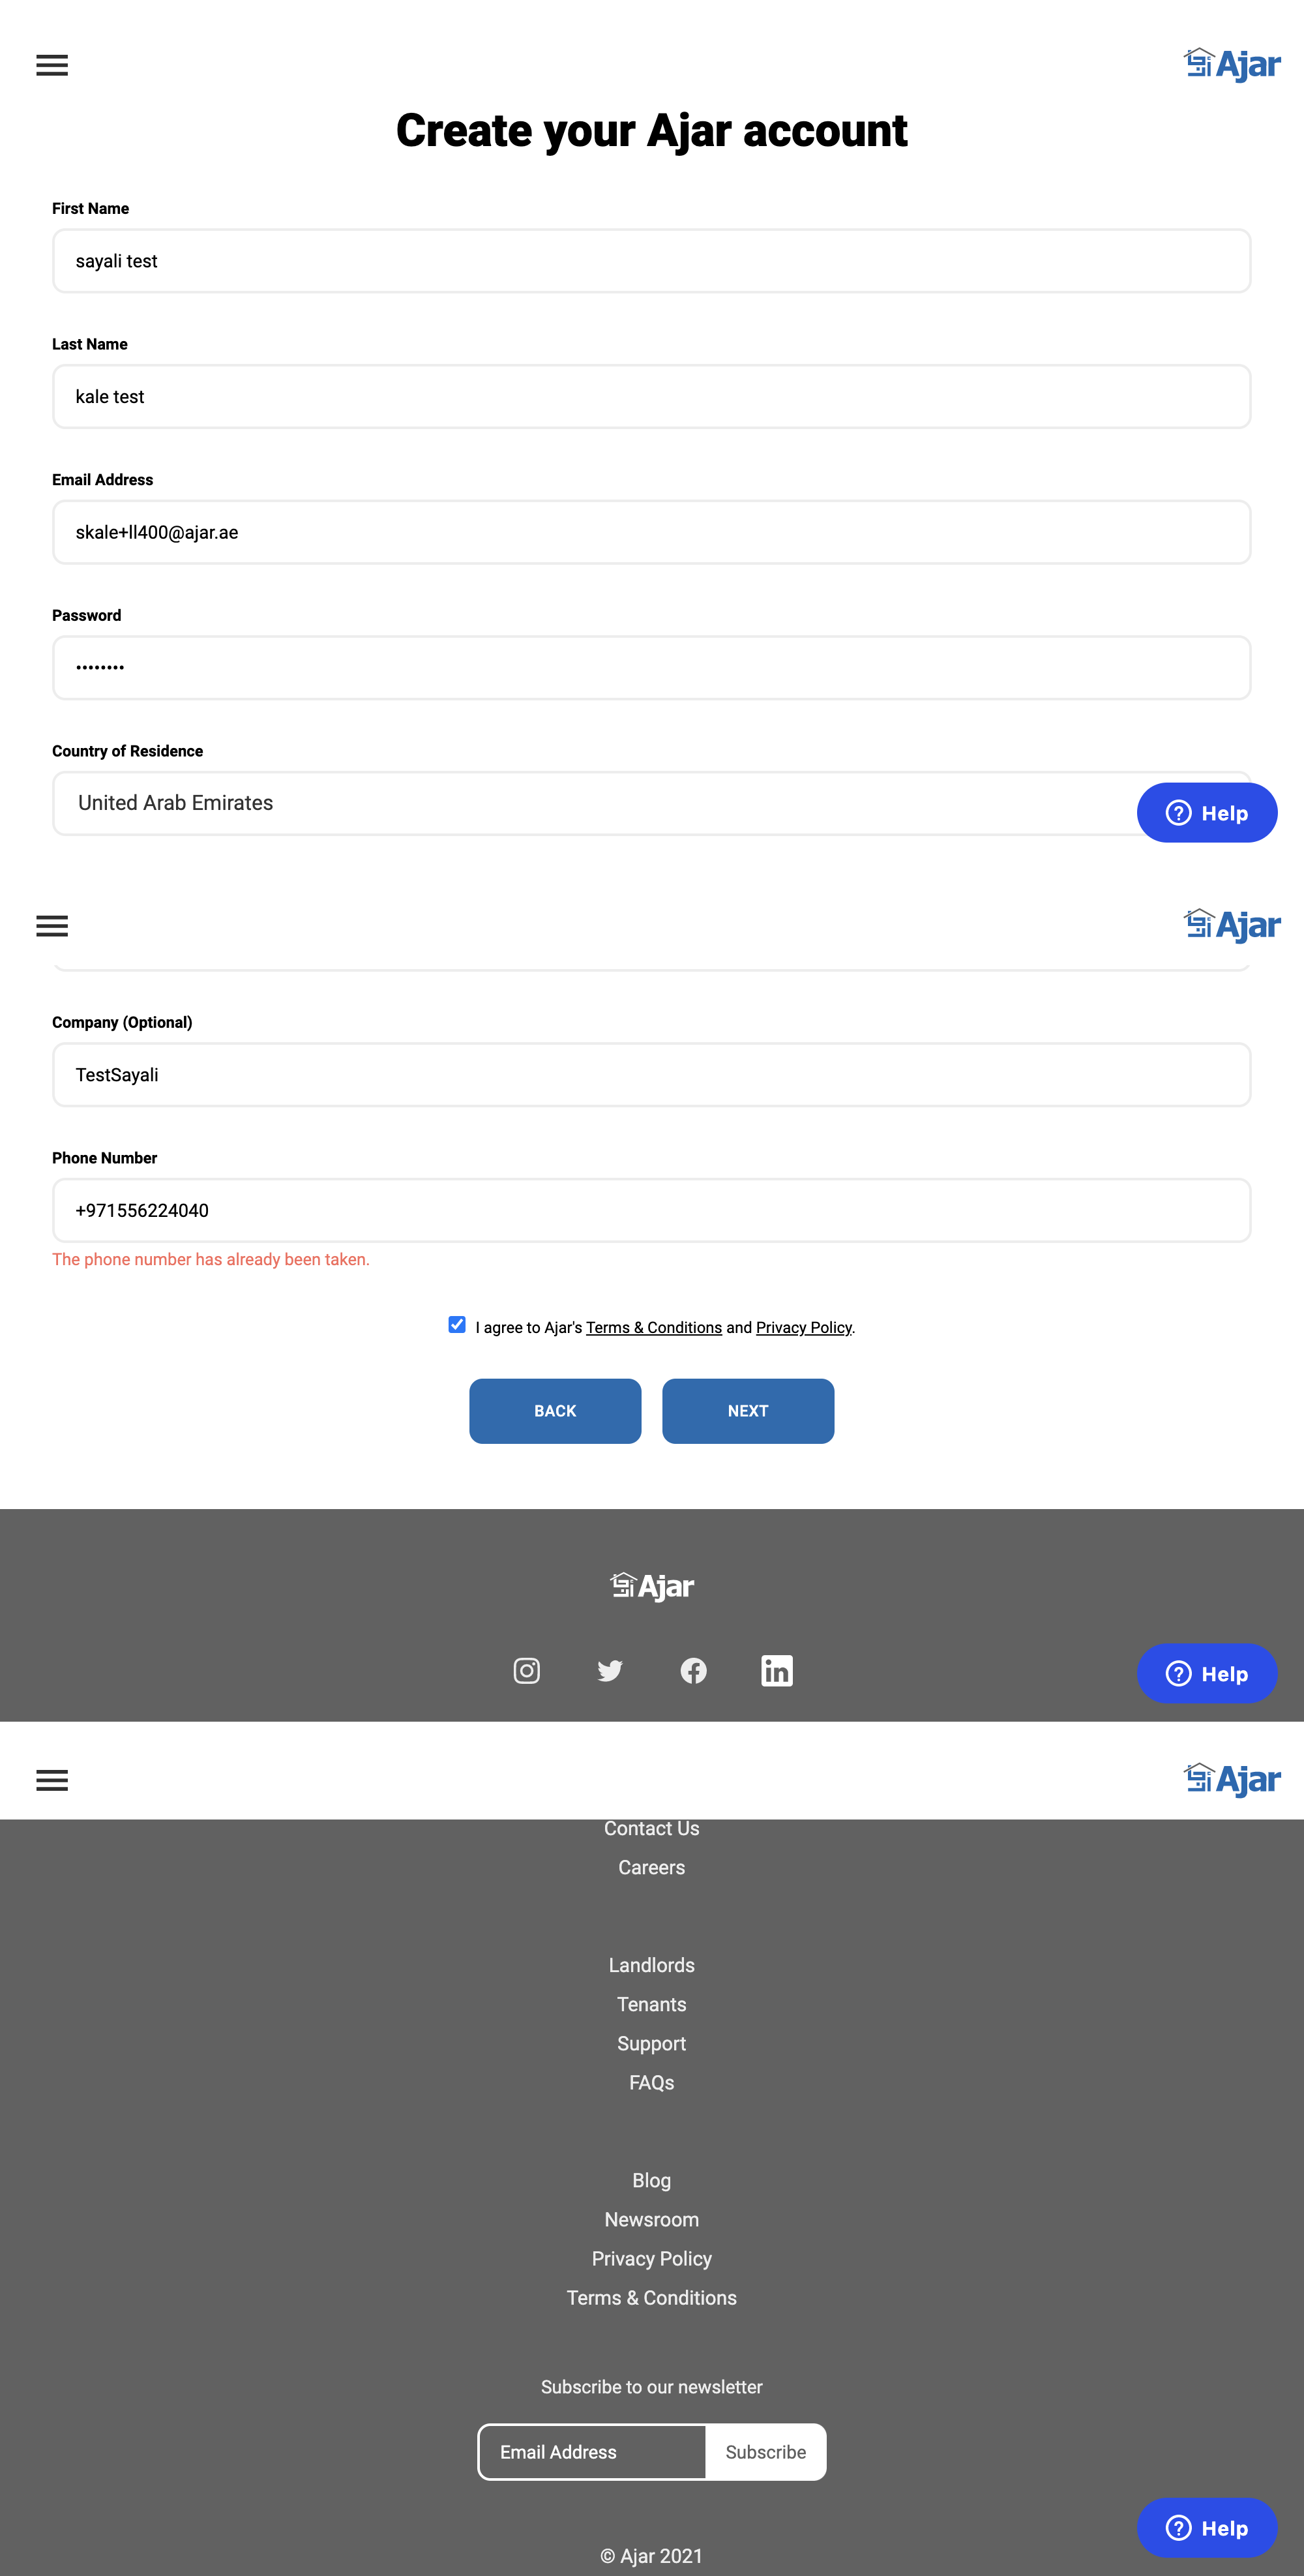 Ajar
Create your Ajar account
First Name
sayali test
Last Name
kale test
Email Address
skale+ll400@ajar.ae
Password
••••••••
Country of Residence
United Arab Emirates
Help
Ajar
Company (Optional)
TestSayali
Phone Number
+971556224040
The phone number has already been taken.
I agree to Ajar's Terms & Conditions and Privacy Policy.
BACK NEXT
Ajar
Help
Ajar
Contact Us
Careers
Landlords
Tenants
Support
FAQs
Blog
Newsroom
Privacy Policy
Terms & Conditions
Subscribe to our newsletter
Email Address Subscribe
Help
© Ajar 2021